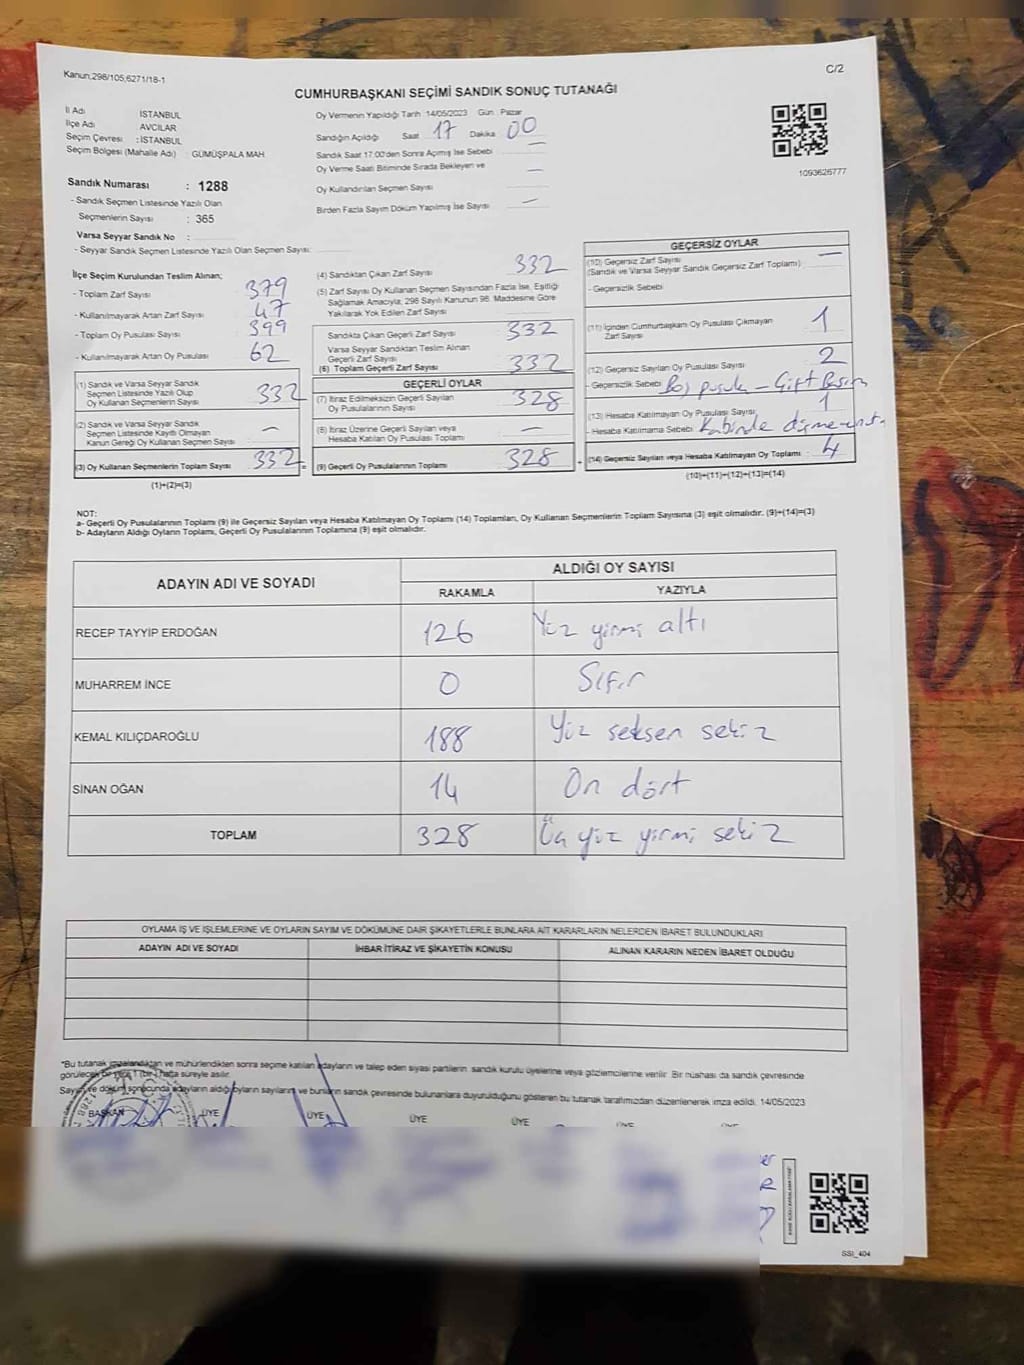 Kanun;298/105,6271/18-1
C/2
CUMHURBAŞKANI SEÇİMİ SANDIK SONUÇ TUTANAĞI
İl Adı İSTANBUL
İlçe Adı AVCILAR
Seçim Çevresi : İSTANBUL
Seçim Bölgesi (Mahalle Adı) : GÜMÜŞPALA MAH
Sandık Numarası : 1288
- Sandık Seçmen Listesinde Yazılı Olan
Seçmenlerin Sayısı : 365
Varsa Seyyar Sandık No :
- Seyyar Sandık Seçmen Listesinde Yazılı Olan Seçmen Sayısı:
Oy Vermenin Yapıldığı Tarih 14/05/2023 Gün : Pazar
Sandığın Açıldığı Saat 17 Dakika 00
Sandık Saat 17:00'den Sonra Açımış İse Sebebi —
Oy Verme Saati Bitiminde Sırada Bekleyen ve
Oy Kullandırılan Seçmen Sayısı —
Birden Fazla Sayım Döküm Yapılmış İse Sayısı —
1093626777
İlçe Seçim Kurulundan Teslim Alınan;
- Toplam Zarf Sayısı 379
- Kullanılmayarak Artan Zarf Sayısı 47
- Toplam Oy Pusulası Sayısı 399
- Kullanılmayarak Artan Oy Pusulası 62
(1) Sandık ve Varsa Seyyar Sandık
Seçmen Listesinde Yazılı Olup
Oy Kullanan Seçmenlerin Sayısı 332
(2) Sandık ve Varsa Seyyar Sandık
Seçmen Listesinde Kayıtlı Olmayan
Kanun Gereği Oy Kullanan Seçmen Sayısı —
(3) Oy Kullanan Seçmenlerin Toplam Sayısı 332 =
(1)+(2)=(3)
(4) Sandıktan Çıkan Zarf Sayısı 332
(5) Zarf Sayısı Oy Kullanan Seçmen Sayısından Fazla İse, Eşitliği
Sağlamak Amacıyla; 298 Sayılı Kanunun 98. Maddesine Göre
Yakılarak Yok Edilen Zarf Sayısı
Sandıkta Çıkan Geçerli Zarf Sayısı 332
Varsa Seyyar Sandıktan Teslim Alınan
Geçerli Zarf Sayısı
(6) Toplam Geçerli Zarf Sayısı 332
GEÇERLİ OYLAR
(7) İtiraz Edilmeksizin Geçerli Sayılan
Oy Pusulalarının Sayısı 328
(8) İtiraz Üzerine Geçerli Sayılan veya
Hesaba Katılan Oy Pusulası Toplamı —
(9) Geçerli Oy Pusulalarının Toplamı 328 +
GEÇERSİZ OYLAR
(10) Geçersiz Zarf Sayısı
(Sandık ve Varsa Seyyar Sandık Geçersiz Zarf Toplamı) —
- Geçersizlik Sebebi
(11) İçinden Cumhurbaşkanı Oy Pusulası Çıkmayan
Zarf Sayısı 1
(12) Geçersiz Sayılan Oy Pusulası Sayısı 2
- Geçersizlik Sebebi Boş pusula – Çift Basım
(13) Hesaba Katılmayan Oy Pusulası Sayısı 1
- Hesaba Katılmama Sebebi Kabinde
(14) Geçersiz Sayılan veya Hesaba Katılmayan Oy Toplamı : 4
(10)+(11)+(12)+(13)=(14)
NOT:
a- Geçerli Oy Pusulalarının Toplamı (9) ile Geçersiz Sayılan veya Hesaba Katılmayan Oy Toplamı (14) Toplamları, Oy Kullanan Seçmenlerin Toplam Sayısına (3) eşit olmalıdır. (9)+(14)=(3)
b- Adayların Aldığı Oyların Toplamı, Geçerli Oy Pusulalarının Toplamına (9) eşit olmalıdır.
ADAYIN ADI VE SOYADI
ALDIĞI OY SAYISI
RAKAMLA YAZIYLA
RECEP TAYYİP ERDOĞAN 126 Yüz yirmi altı
MUHARREM İNCE 0 Sıfır
KEMAL KILIÇDAROĞLU 188 Yüz seksen sekiz
SİNAN OĞAN 14 On dört
TOPLAM 328 Üç yüz yirmi sekiz
OYLAMA İŞ VE İŞLEMLERİNE VE OYLARIN SAYIM VE DÖKÜMÜNE DAİR ŞİKAYETLERLE BUNLARA AİT KARARLARIN NELERDEN İBARET BULUNDUKLARI
ADAYIN ADI VE SOYADI İHBAR İTİRAZ VE ŞİKAYETİN KONUSU ALINAN KARARIN NEDEN İBARET OLDUĞU
*Bu tutanak imzalandıktan ve mühürlendikten sonra seçime katılan adayların ve talep eden siyasi partilerin sandık kurulu üyelerine veya gözlemcilerine verilir. Bir nüshası da sandık çevresinde
görülecek bir yere 1 (bir) hafta süreyle asılır.
Sayım ve döküm sonucunda adayların aldığı oyların sayılarını ve bunların sandık çevresinde bulunanlara duyurulduğunu gösteren bu tutanak tarafımızdan düzenlenerek imza edildi. 14/05/2023
BAŞKAN ÜYE ÜYE ÜYE ÜYE ÜYE
SSI_404